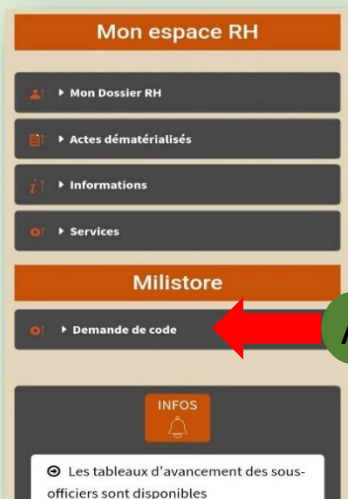 Mon espace RH
Mon Dossier RH
Actes dématérialisés
Informations
Services
Milistore
Demande de code
INFOS
Les tableaux d'avancement des sous-
officiers sont disponibles